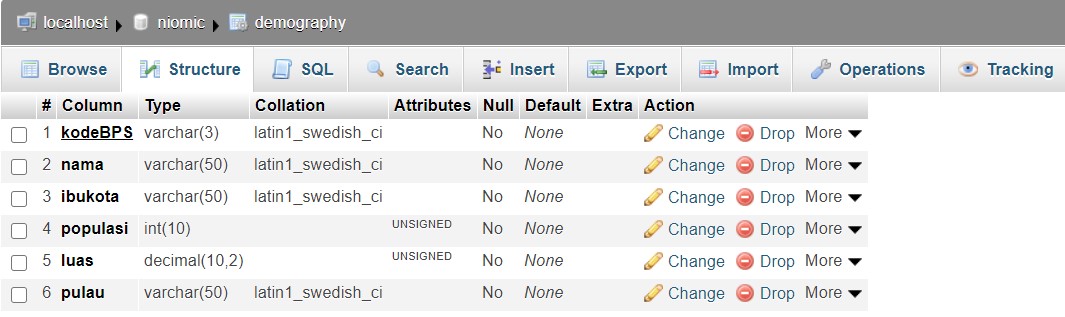 localhost niomic demography
Browse Structure SQL Search Insert Export Import Operations Tracking
# Column Type Collation Attributes Null Default Extra Action
1 kodeBPS varchar(3) latin1_swedish_ci No None Change Drop More
2 nama varchar(50) latin1_swedish_ci No None Change Drop More
3 ibukota varchar(50) latin1_swedish_ci No None Change Drop More
4 populasi int(10) UNSIGNED No None Change Drop More
5 luas decimal(10,2) UNSIGNED No None Change Drop More
6 pulau varchar(50) latin1_swedish_ci No None Change Drop More